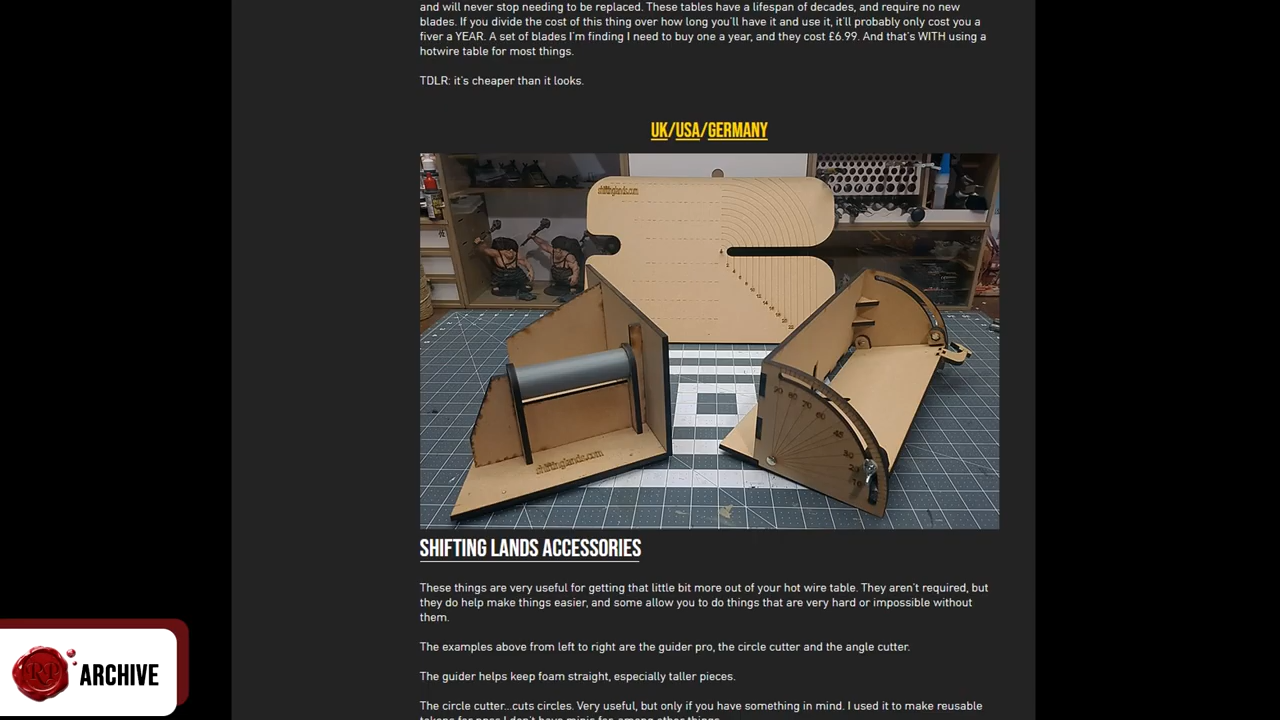 and will never stop needing to be replaced. These tables have a lifespan of decades, and require no new
blades. If you divide the cost of this thing over how long you'll have it and use it, it'll probably only cost you a
fiver a YEAR. A set of blades I'm finding I need to buy one a year, and they cost £6.99. And that's WITH using a
hotwire table for most things.
TDLR: it's cheaper than it looks.
UK/USA/GERMANY
shiftinglands.com
shiftinglands.com
SHIFTING LANDS ACCESSORIES
These things are very useful for getting that little bit more out of your hot wire table. They aren't required, but
they do help make things easier, and some allow you to do things that are very hard or impossible without
them.
The examples above from left to right are the guider pro, the circle cutter and the angle cutter.
The guider helps keep foam straight, especially taller pieces.
The circle cutter...cuts circles. Very useful, but only if you have something in mind. I used it to make reusable
RP ARCHIVE